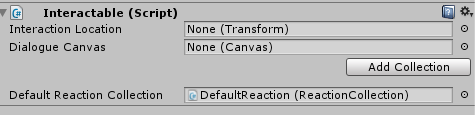 Interactable (Script)
Interaction Location None (Transform)
Dialogue Canvas None (Canvas)
Add Collection
Default Reaction Collection DefaultReaction (ReactionCollection)